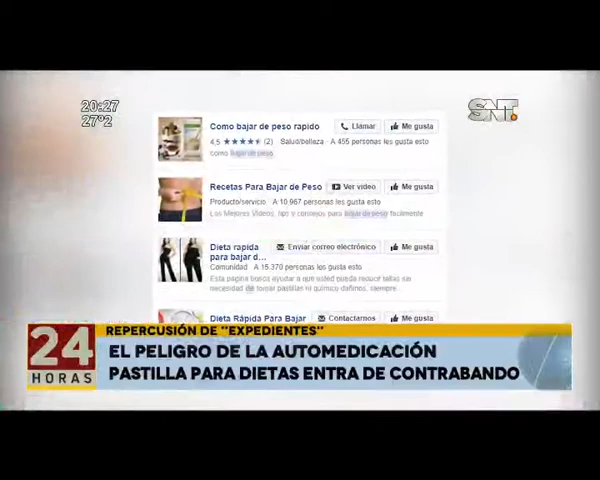 20:27
27°2
SNT.
Como bajar de peso rapido
Llamar
Me gusta
4,5 ★★★★★ (2) Salud/belleza · A 455 personas les gusta esto
como bajar de peso
Recetas Para Bajar de Peso
Ver video
Me gusta
Producto/servicio · A 10.967 personas les gusta esto
Los Mejores Videos, tips y consejos para bajar de peso facilmente
Dieta rapida
para bajar d...
Enviar correo electrónico
Me gusta
Comunidad · A 15.370 personas les gusta esto
Esta página busca ayudar a que usted pueda reducir tallas sin
necesidad de tomar pastillas ni químico dañinos, siempre
Dieta Rápida Para Bajar
Contactarnos
Me gusta
REPERCUSIÓN DE "EXPEDIENTES"
24
HORAS
EL PELIGRO DE LA AUTOMEDICACIÓN
PASTILLA PARA DIETAS ENTRA DE CONTRABANDO